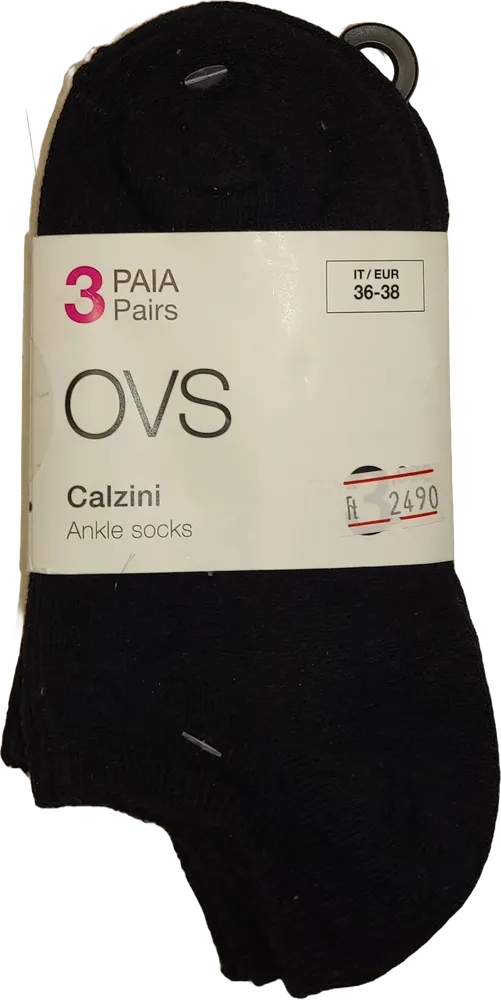 3 PAIA
Pairs
IT/EUR
36-38
OVS
Calzini
Ankle socks
Ft 2490